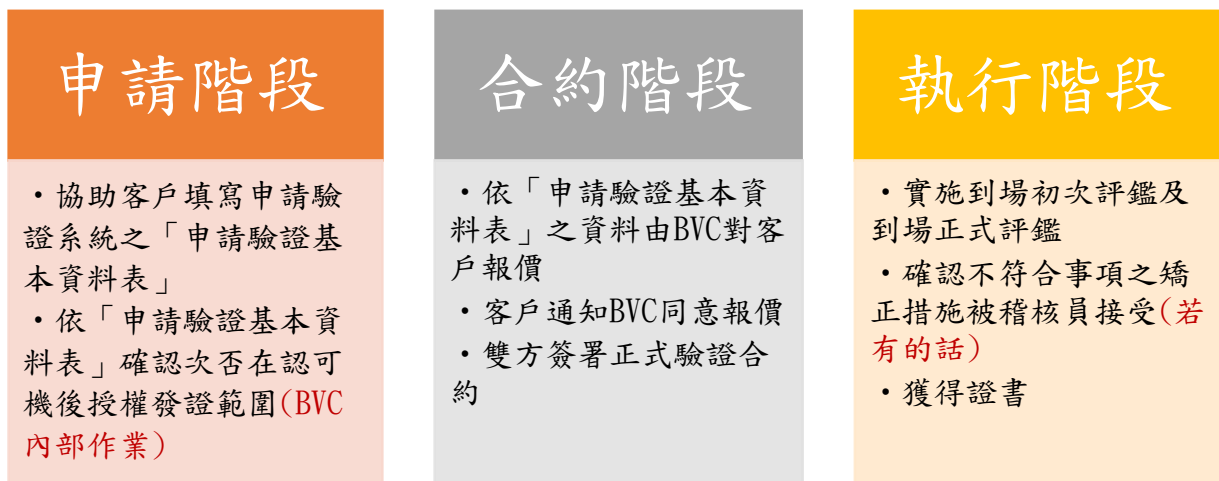 申請階段
・協助客戶填寫申請驗
證系統之「申請驗證基
本資料表」
・依「申請驗證基本資
料表」確認次否在認可
機後授權發證範圍(BVC
內部作業)
合約階段
・依「申請驗證基本資
料表」之資料由BVC對客
戶報價
・客戶通知BVC同意報價
・雙方簽署正式驗證合
約
執行階段
・實施到場初次評鑑及
到場正式評鑑
・確認不符合事項之矯
正措施被稽核員接受(若
有的話)
・獲得證書